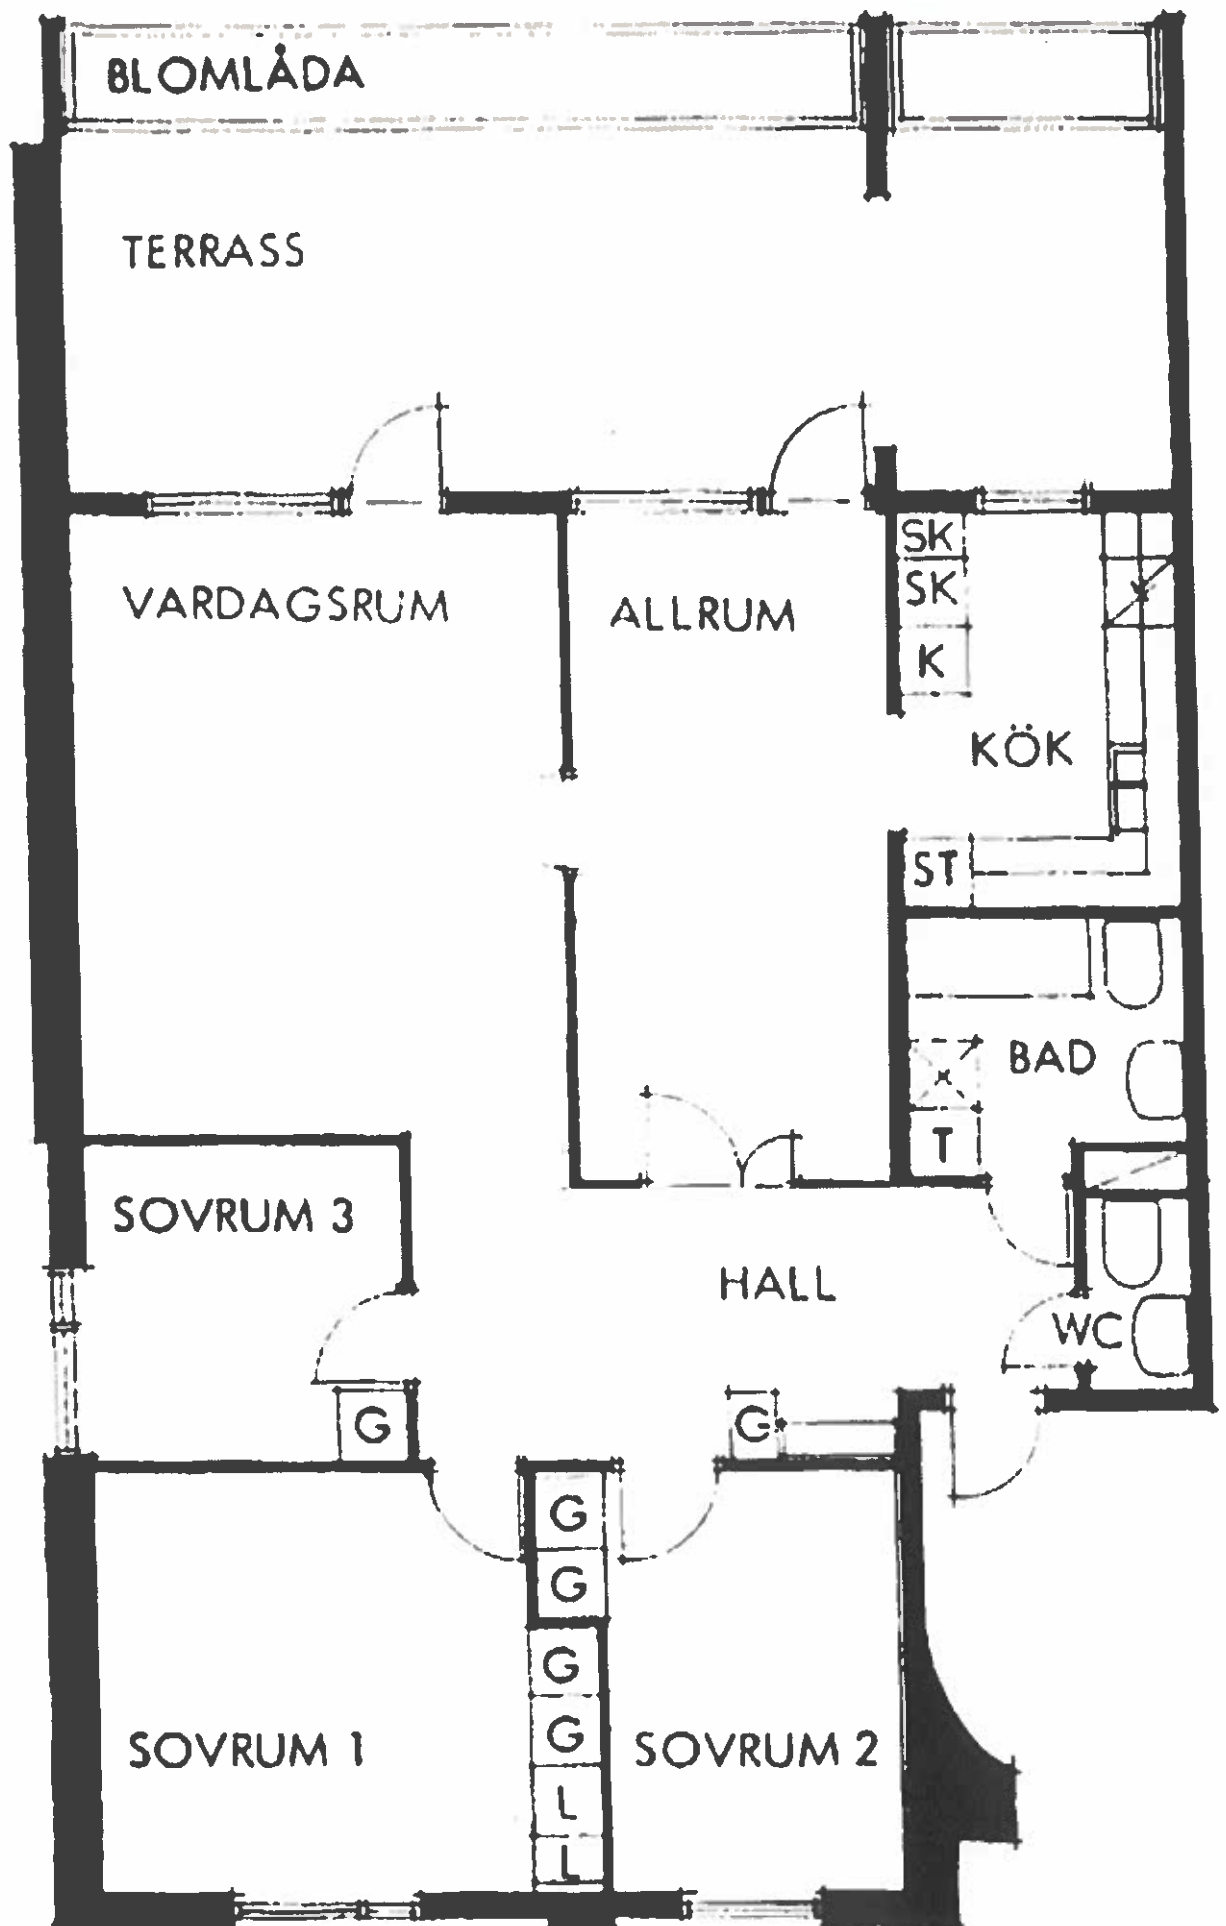 BLOMLÅDA
TERRASS
VARDAGSRUM
ALLRUM
SK
SK
K
KÖK
ST
BAD
T
SOVRUM 3
HALL
WC
G
G
G
G
G
G
SOVRUM 1
SOVRUM 2
L
L